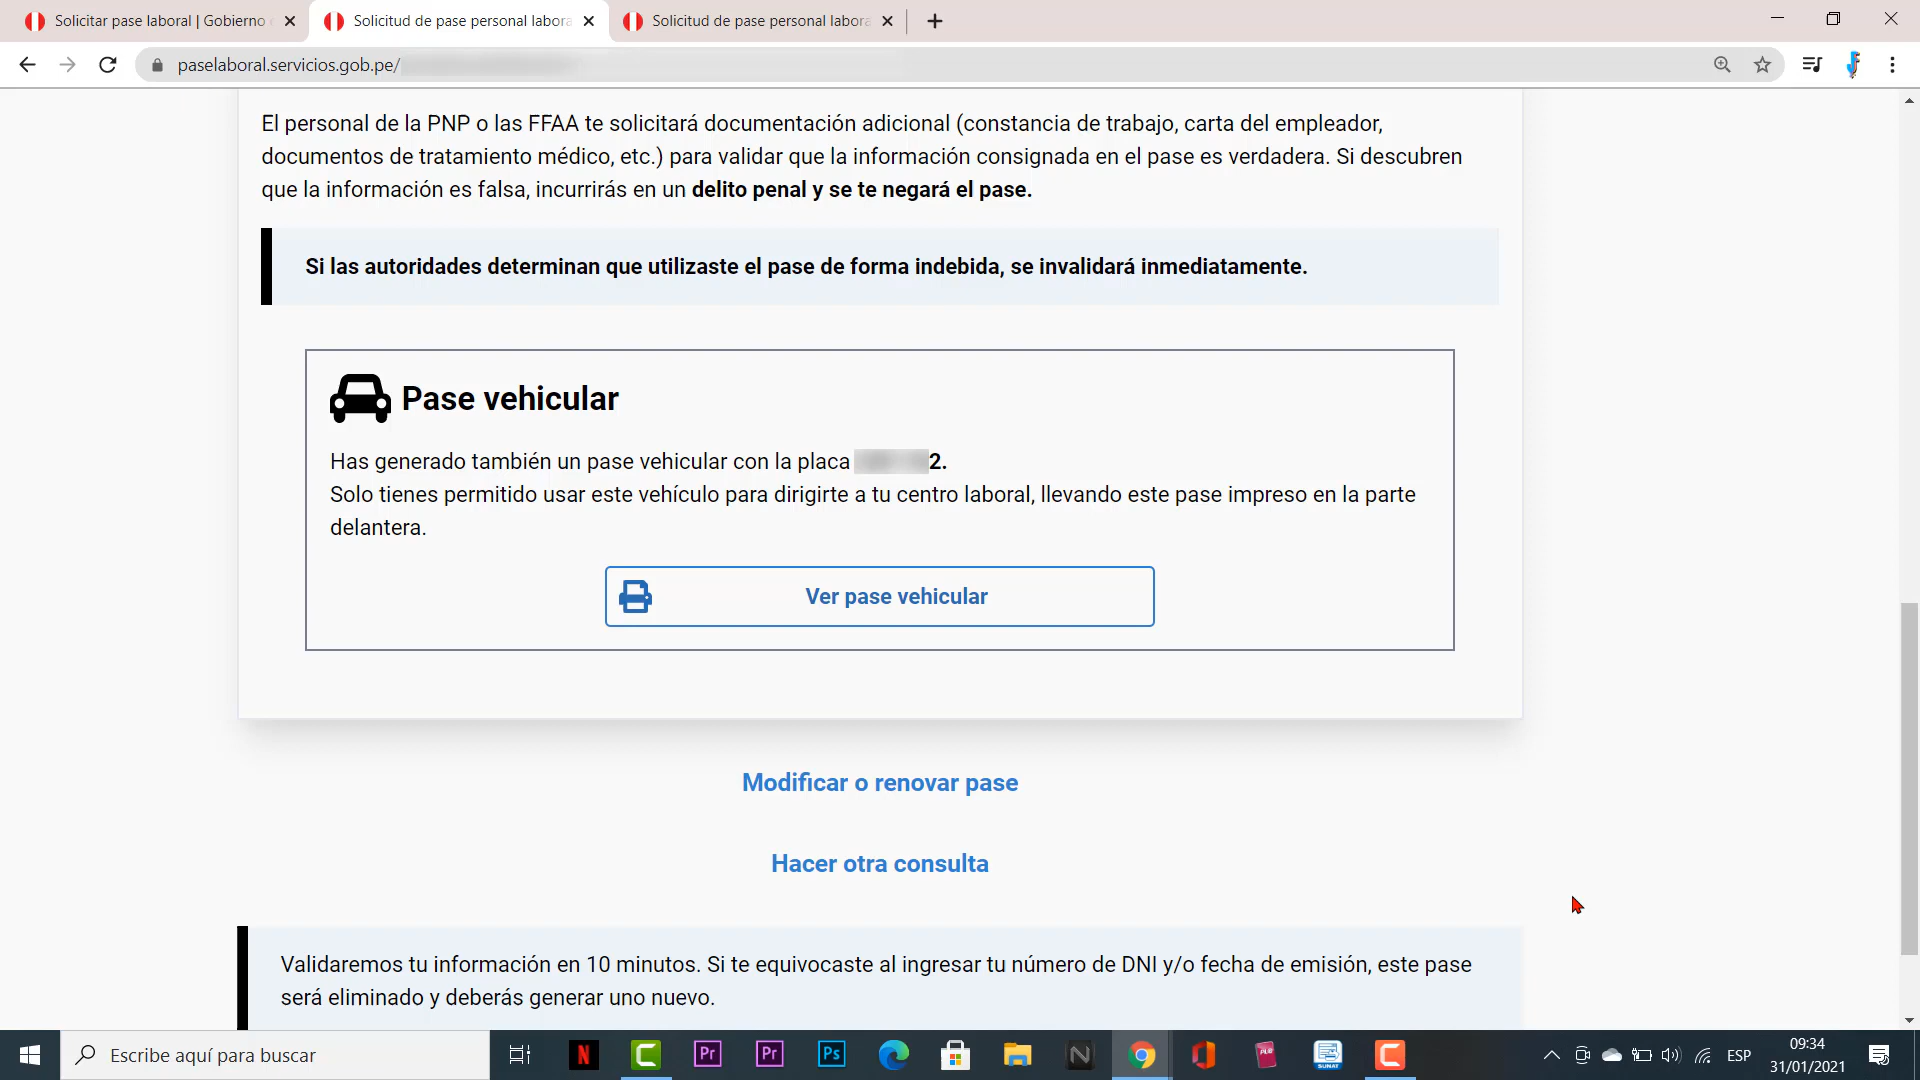 Solicitar pase laboral | Gobierno
Solicitud de pase personal labora
Solicitud de pase personal labora
paselaboral.servicios.gob.pe/
El personal de la PNP o las FFAA te solicitará documentación adicional (constancia de trabajo, carta del empleador,
documentos de tratamiento médico, etc.) para validar que la información consignada en el pase es verdadera. Si descubren
que la información es falsa, incurrirás en un delito penal y se te negará el pase.
Si las autoridades determinan que utilizaste el pase de forma indebida, se invalidará inmediatamente.
Pase vehicular
Has generado también un pase vehicular con la placa 2.
Solo tienes permitido usar este vehículo para dirigirte a tu centro laboral, llevando este pase impreso en la parte
delantera.
Ver pase vehicular
Modificar o renovar pase
Hacer otra consulta
Validaremos tu información en 10 minutos. Si te equivocaste al ingresar tu número de DNI y/o fecha de emisión, este pase
será eliminado y deberás generar uno nuevo.
Escribe aquí para buscar
N
Pr
Pr
Ps
N
PLE
SUNAT
ESP
09:34
31/01/2021